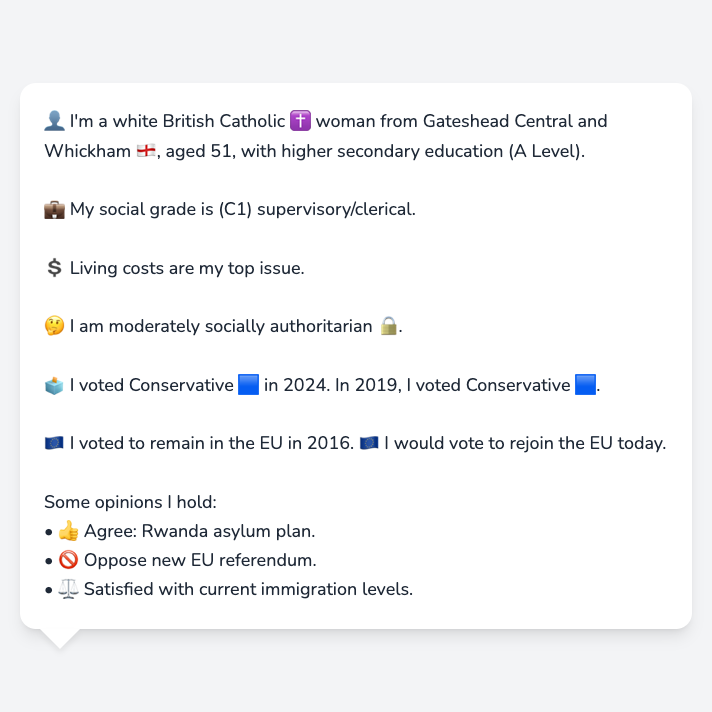 👤 I'm a white British Catholic ✝️ woman from Gateshead Central and
Whickham 🏴󠁧󠁢󠁥󠁮󠁧󠁿, aged 51, with higher secondary education (A Level).
💼 My social grade is (C1) supervisory/clerical.
💲 Living costs are my top issue.
🤔 I am moderately socially authoritarian 🔒.
🗳️ I voted Conservative 🟦 in 2024. In 2019, I voted Conservative 🟦.
🇪🇺 I voted to remain in the EU in 2016. 🇪🇺 I would vote to rejoin the EU today.
Some opinions I hold:
• 👍 Agree: Rwanda asylum plan.
• 🚫 Oppose new EU referendum.
• ⚖️ Satisfied with current immigration levels.